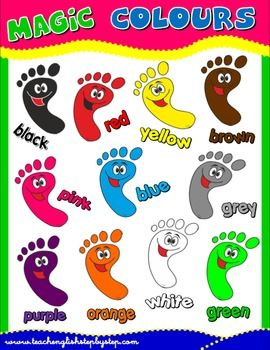 MAGiC COLOURS
black
red
yellow
brown
pink
blue
grey
purple
orange
white
green
www.teachenglishstepbystep.com